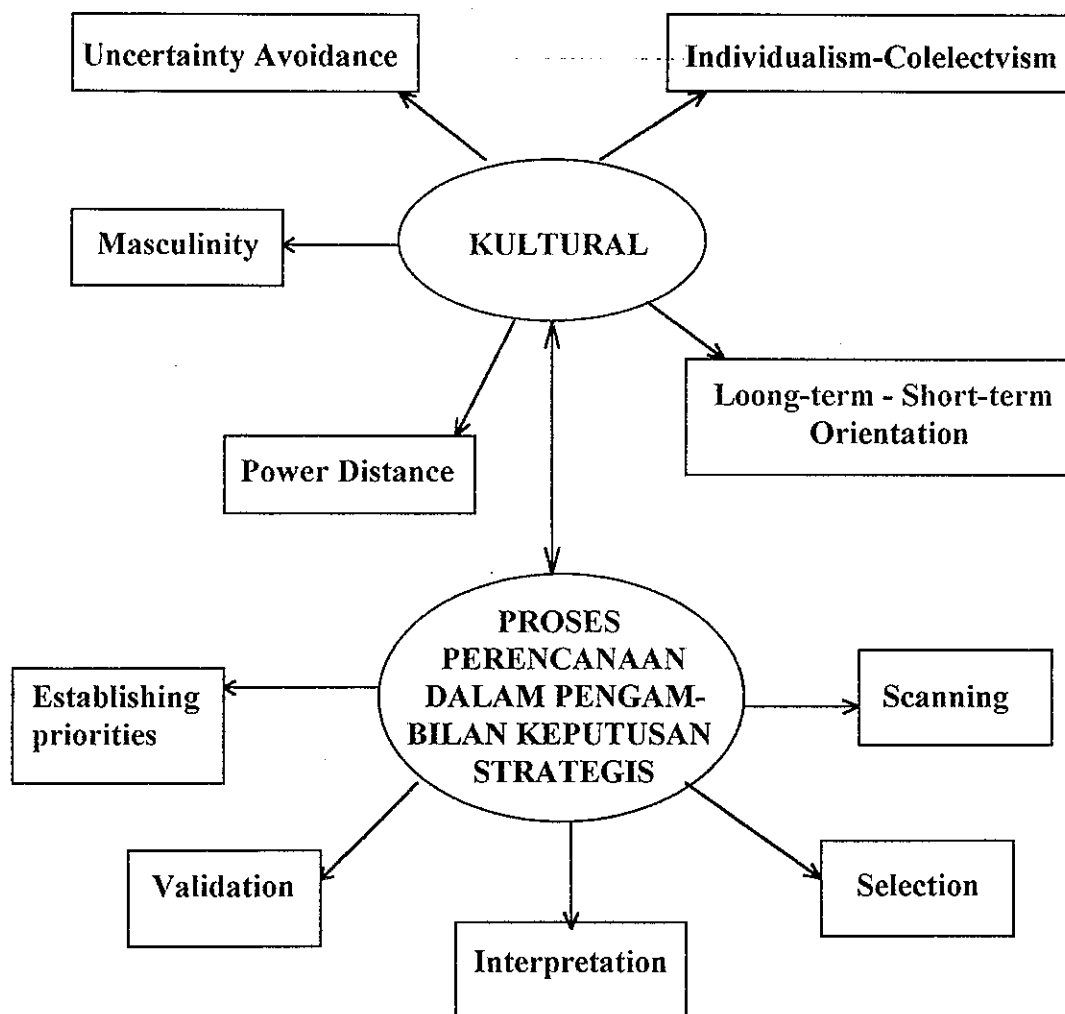 Uncertainty Avoidance
Individualism-Colelectvism
Masculinity
KULTURAL
Loong-term - Short-term
Orientation
Power Distance
PROSES
PERENCANAAN
DALAM PENGAM-
BILAN KEPUTUSAN
STRATEGIS
Establishing
priorities
Scanning
Validation
Selection
Interpretation